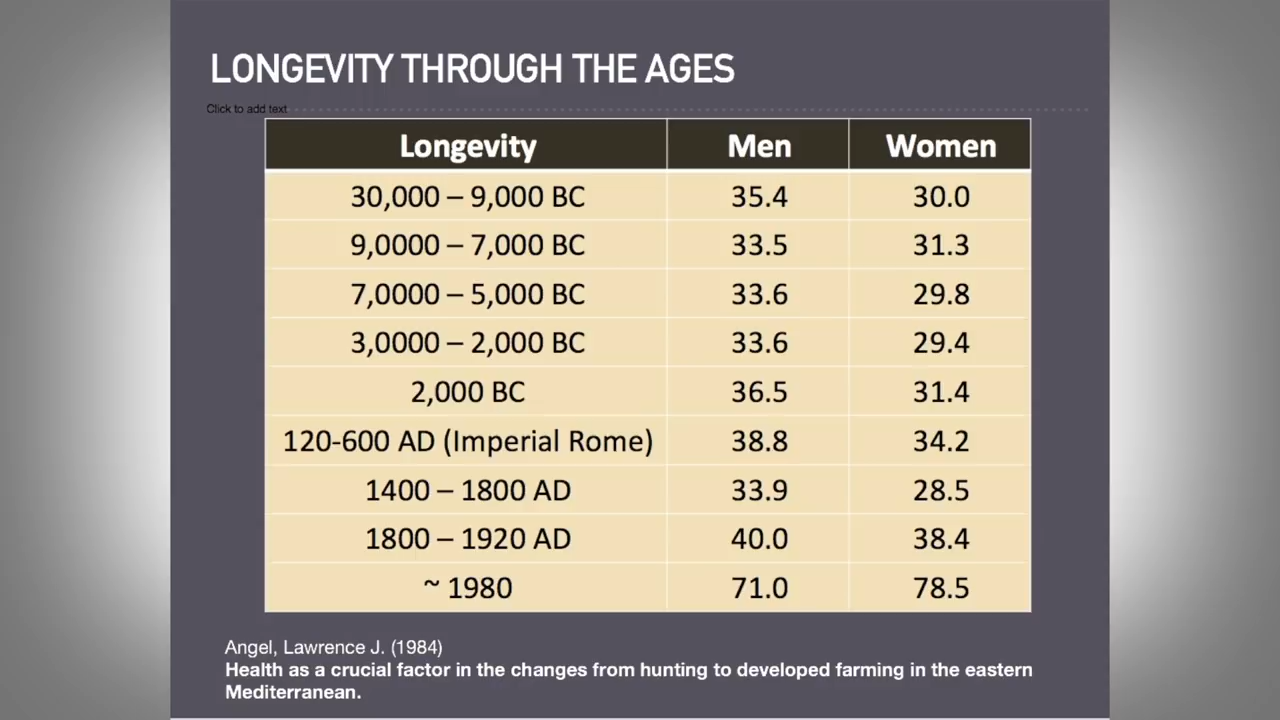 LONGEVITY THROUGH THE AGES
Click to add text
Longevity Men Women
30,000 – 9,000 BC 35.4 30.0
9,0000 – 7,000 BC 33.5 31.3
7,0000 – 5,000 BC 33.6 29.8
3,0000 – 2,000 BC 33.6 29.4
2,000 BC 36.5 31.4
120-600 AD (Imperial Rome) 38.8 34.2
1400 – 1800 AD 33.9 28.5
1800 – 1920 AD 40.0 38.4
~ 1980 71.0 78.5
Angel, Lawrence J. (1984)
Health as a crucial factor in the changes from hunting to developed farming in the eastern
Mediterranean.